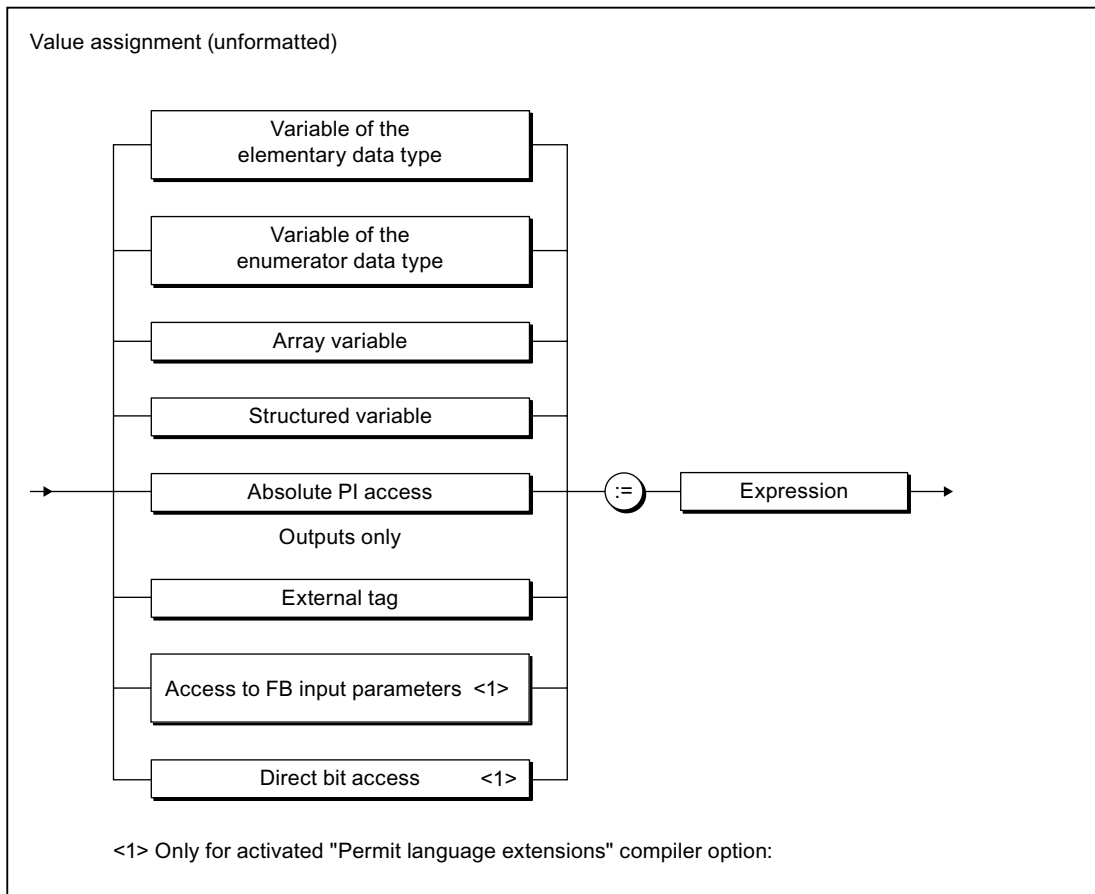 Value assignment (unformatted)
Variable of the
elementary data type
Variable of the
enumerator data type
Array variable
Structured variable
Absolute PI access
:=
Expression
Outputs only
External tag
Access to FB input parameters <1>
Direct bit access <1>
<1> Only for activated "Permit language extensions" compiler option: